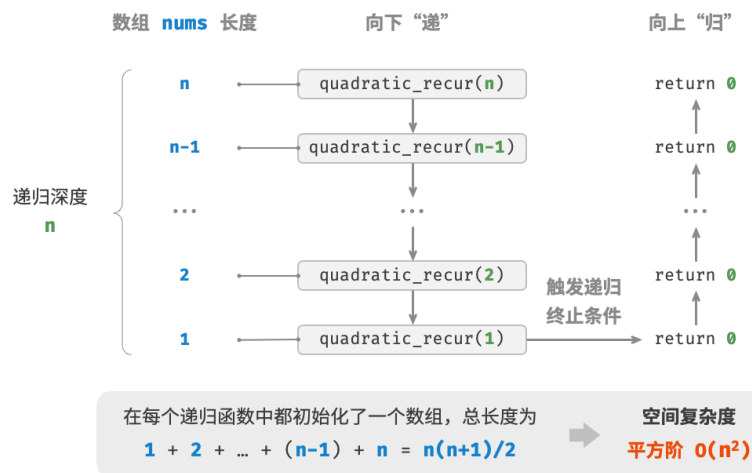 数组 nums 长度 向下“递” 向上“归”
n quadratic_recur(n) return 0
n-1 quadratic_recur(n-1) return 0
递归深度
n
... ... ...
2 quadratic_recur(2) return 0
触发递归
终止条件
1 quadratic_recur(1) return 0
在每个递归函数中都初始化了一个数组，总长度为
1 + 2 + … + (n-1) + n = n(n+1)/2
空间复杂度
平方阶 O(n²)